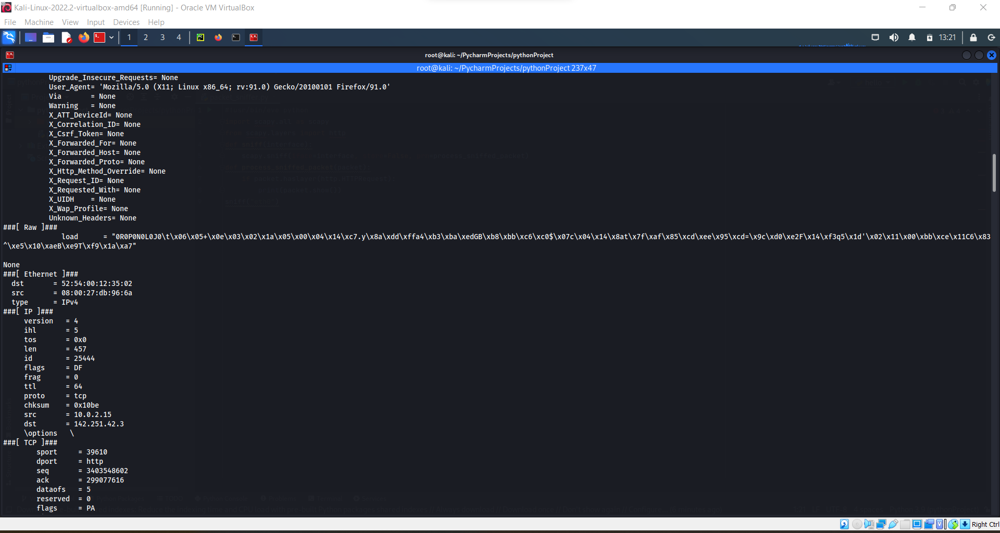 Kali-Linux-2022.2-virtualbox-amd64 [Running] - Oracle VM VirtualBox
File Machine View Input Devices Help
1 2 3 4 13:21
root@kali: ~/PycharmProjects/pythonProject
root@kali: ~/PycharmProjects/pythonProject 237x47
Upgrade_Insecure_Requests= None
User_Agent= 'Mozilla/5.0 (X11; Linux x86_64; rv:91.0) Gecko/20100101 Firefox/91.0'
Via = None
Warning = None
X_ATT_DeviceId= None
X_Correlation_ID= None
X_Csrf_Token= None
X_Forwarded_For= None
X_Forwarded_Host= None
X_Forwarded_Proto= None
X_Http_Method_Override= None
X_Request_ID= None
X_Requested_With= None
X_UIDH = None
X_Wap_Profile= None
Unknown_Headers= None
###[ Raw ]###
load = "0R0P0N0L0J0\t\x06\x05+\x0e\x03\x02\x1a\x05\x00\x04\x14\xc7.y\x8a\xdd\xffa4\xb3\xba\xedGB\xb8\xbb\xc6\xc0$\x07c\x04\x14\x8at\x7f\xaf\x85\xcd\xee\x95\xcd=\x9c\xd0\xe2F\x14\xf3q5\x1d'\x02\x11\x00\xbb\xce\x11C6\x83
^\xe5\x10\xaeB\xe9T\xf9\x1a\xa7"
None
###[ Ethernet ]###
dst = 52:54:00:12:35:02
src = 08:00:27:db:96:6a
type = IPv4
###[ IP ]###
version = 4
ihl = 5
tos = 0x0
len = 457
id = 25444
flags = DF
frag = 0
ttl = 64
proto = tcp
chksum = 0x10be
src = 10.0.2.15
dst = 142.251.42.3
\options \
###[ TCP ]###
sport = 39610
dport = http
seq = 3403548602
ack = 299077616
dataofs = 5
reserved = 0
flags = PA
Right Ctrl